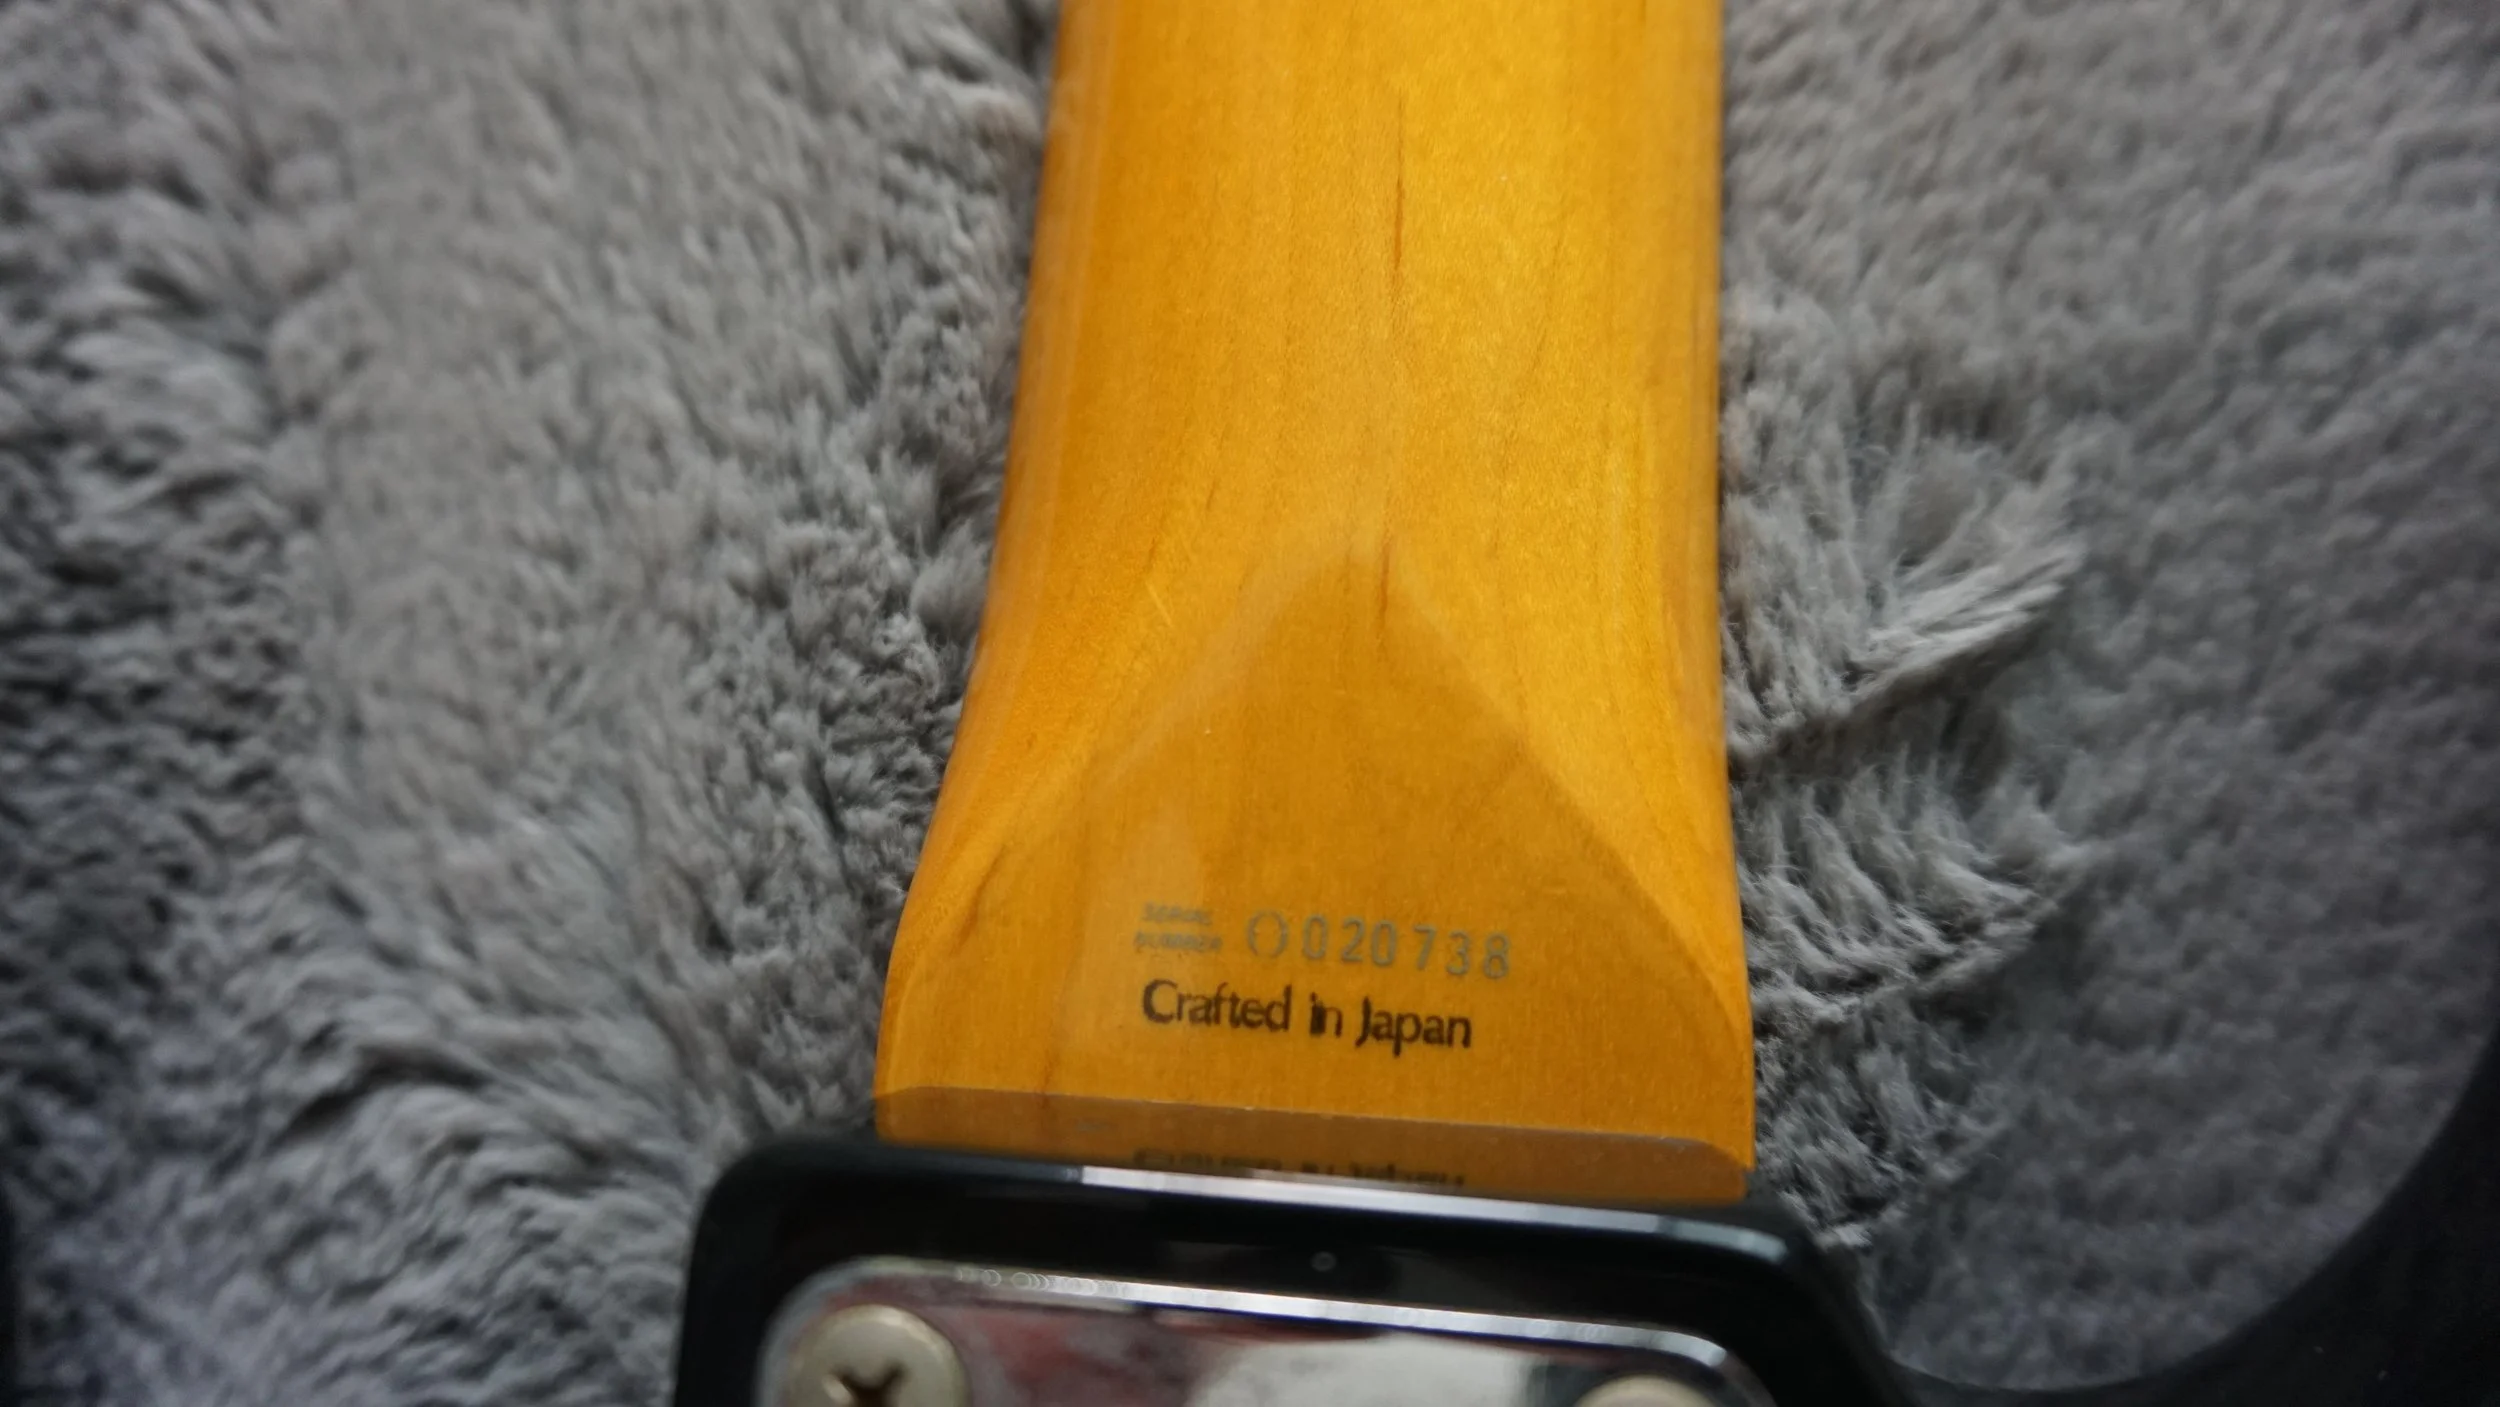 SERIAL
NUMBER O020738
Crafted in Japan